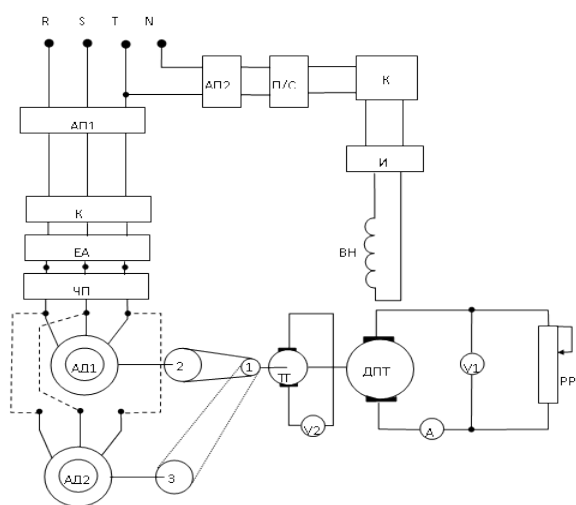 R S T N
АП1
АП2
П/С
К
И
К
ЕА
ЧП
ВН
АД1
2
1
ТГ
ДПТ
V1
РР
V2
А
АД2
3